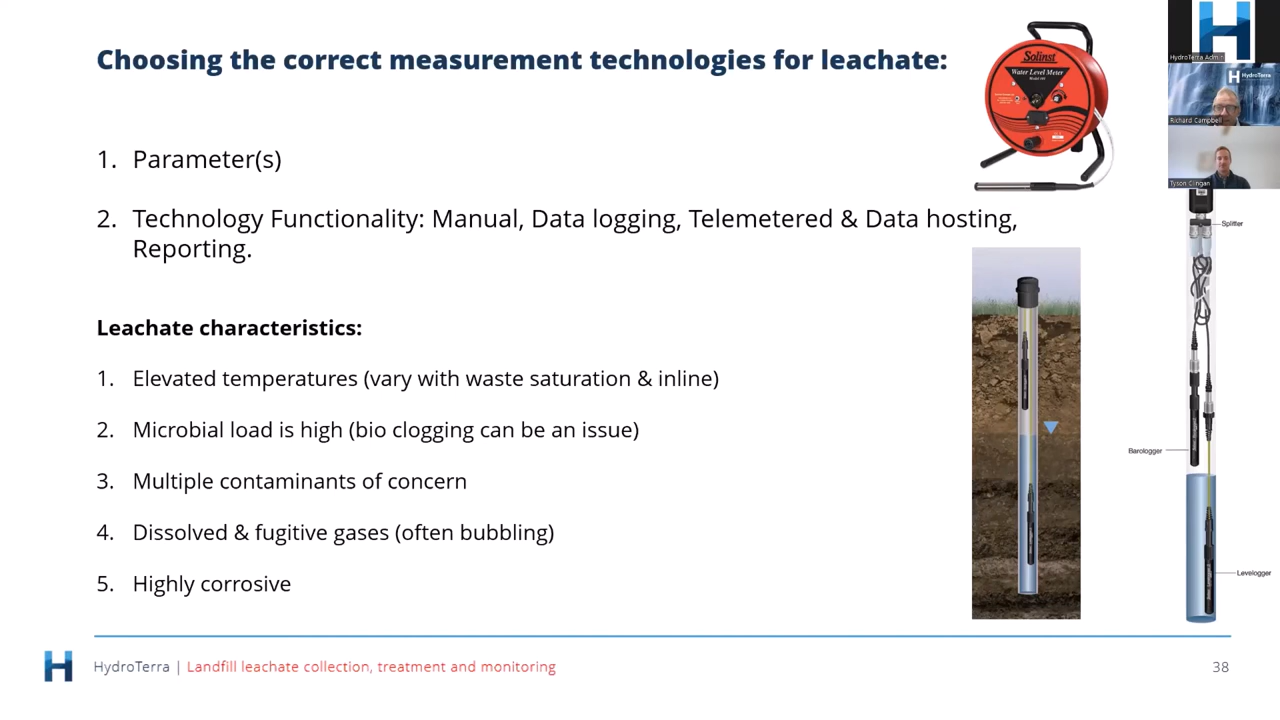 Choosing the correct measurement technologies for leachate:
1. Parameter(s)
2. Technology Functionality: Manual, Data logging, Telemetered & Data hosting,
Reporting.
Leachate characteristics:
1. Elevated temperatures (vary with waste saturation & inline)
2. Microbial load is high (bio clogging can be an issue)
3. Multiple contaminants of concern
4. Dissolved & fugitive gases (often bubbling)
5. Highly corrosive
Solinst
Water Level Meter
HydroTerra
Richard Campbell
Tyson Clingan
Splitter
Barologger
Levelogger
HydroTerra | Landfill leachate collection, treatment and monitoring
38